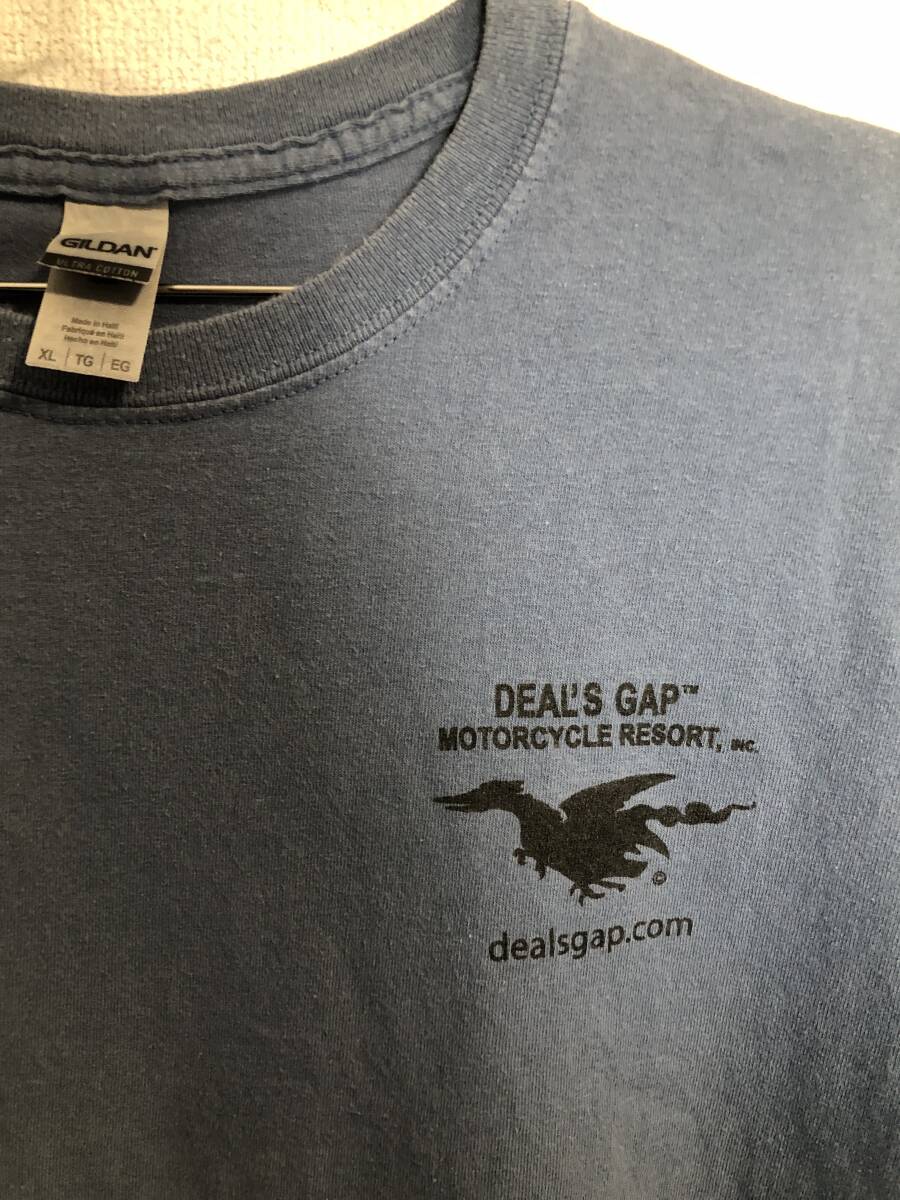 GILDAN
ULTRA COTTON
Made in Haiti
Fabriqué en Haïti
Hecho en Haití
XL | TG | EG
DEAL'S GAP™
MOTORCYCLE RESORT, INC.
©
dealsgap.com